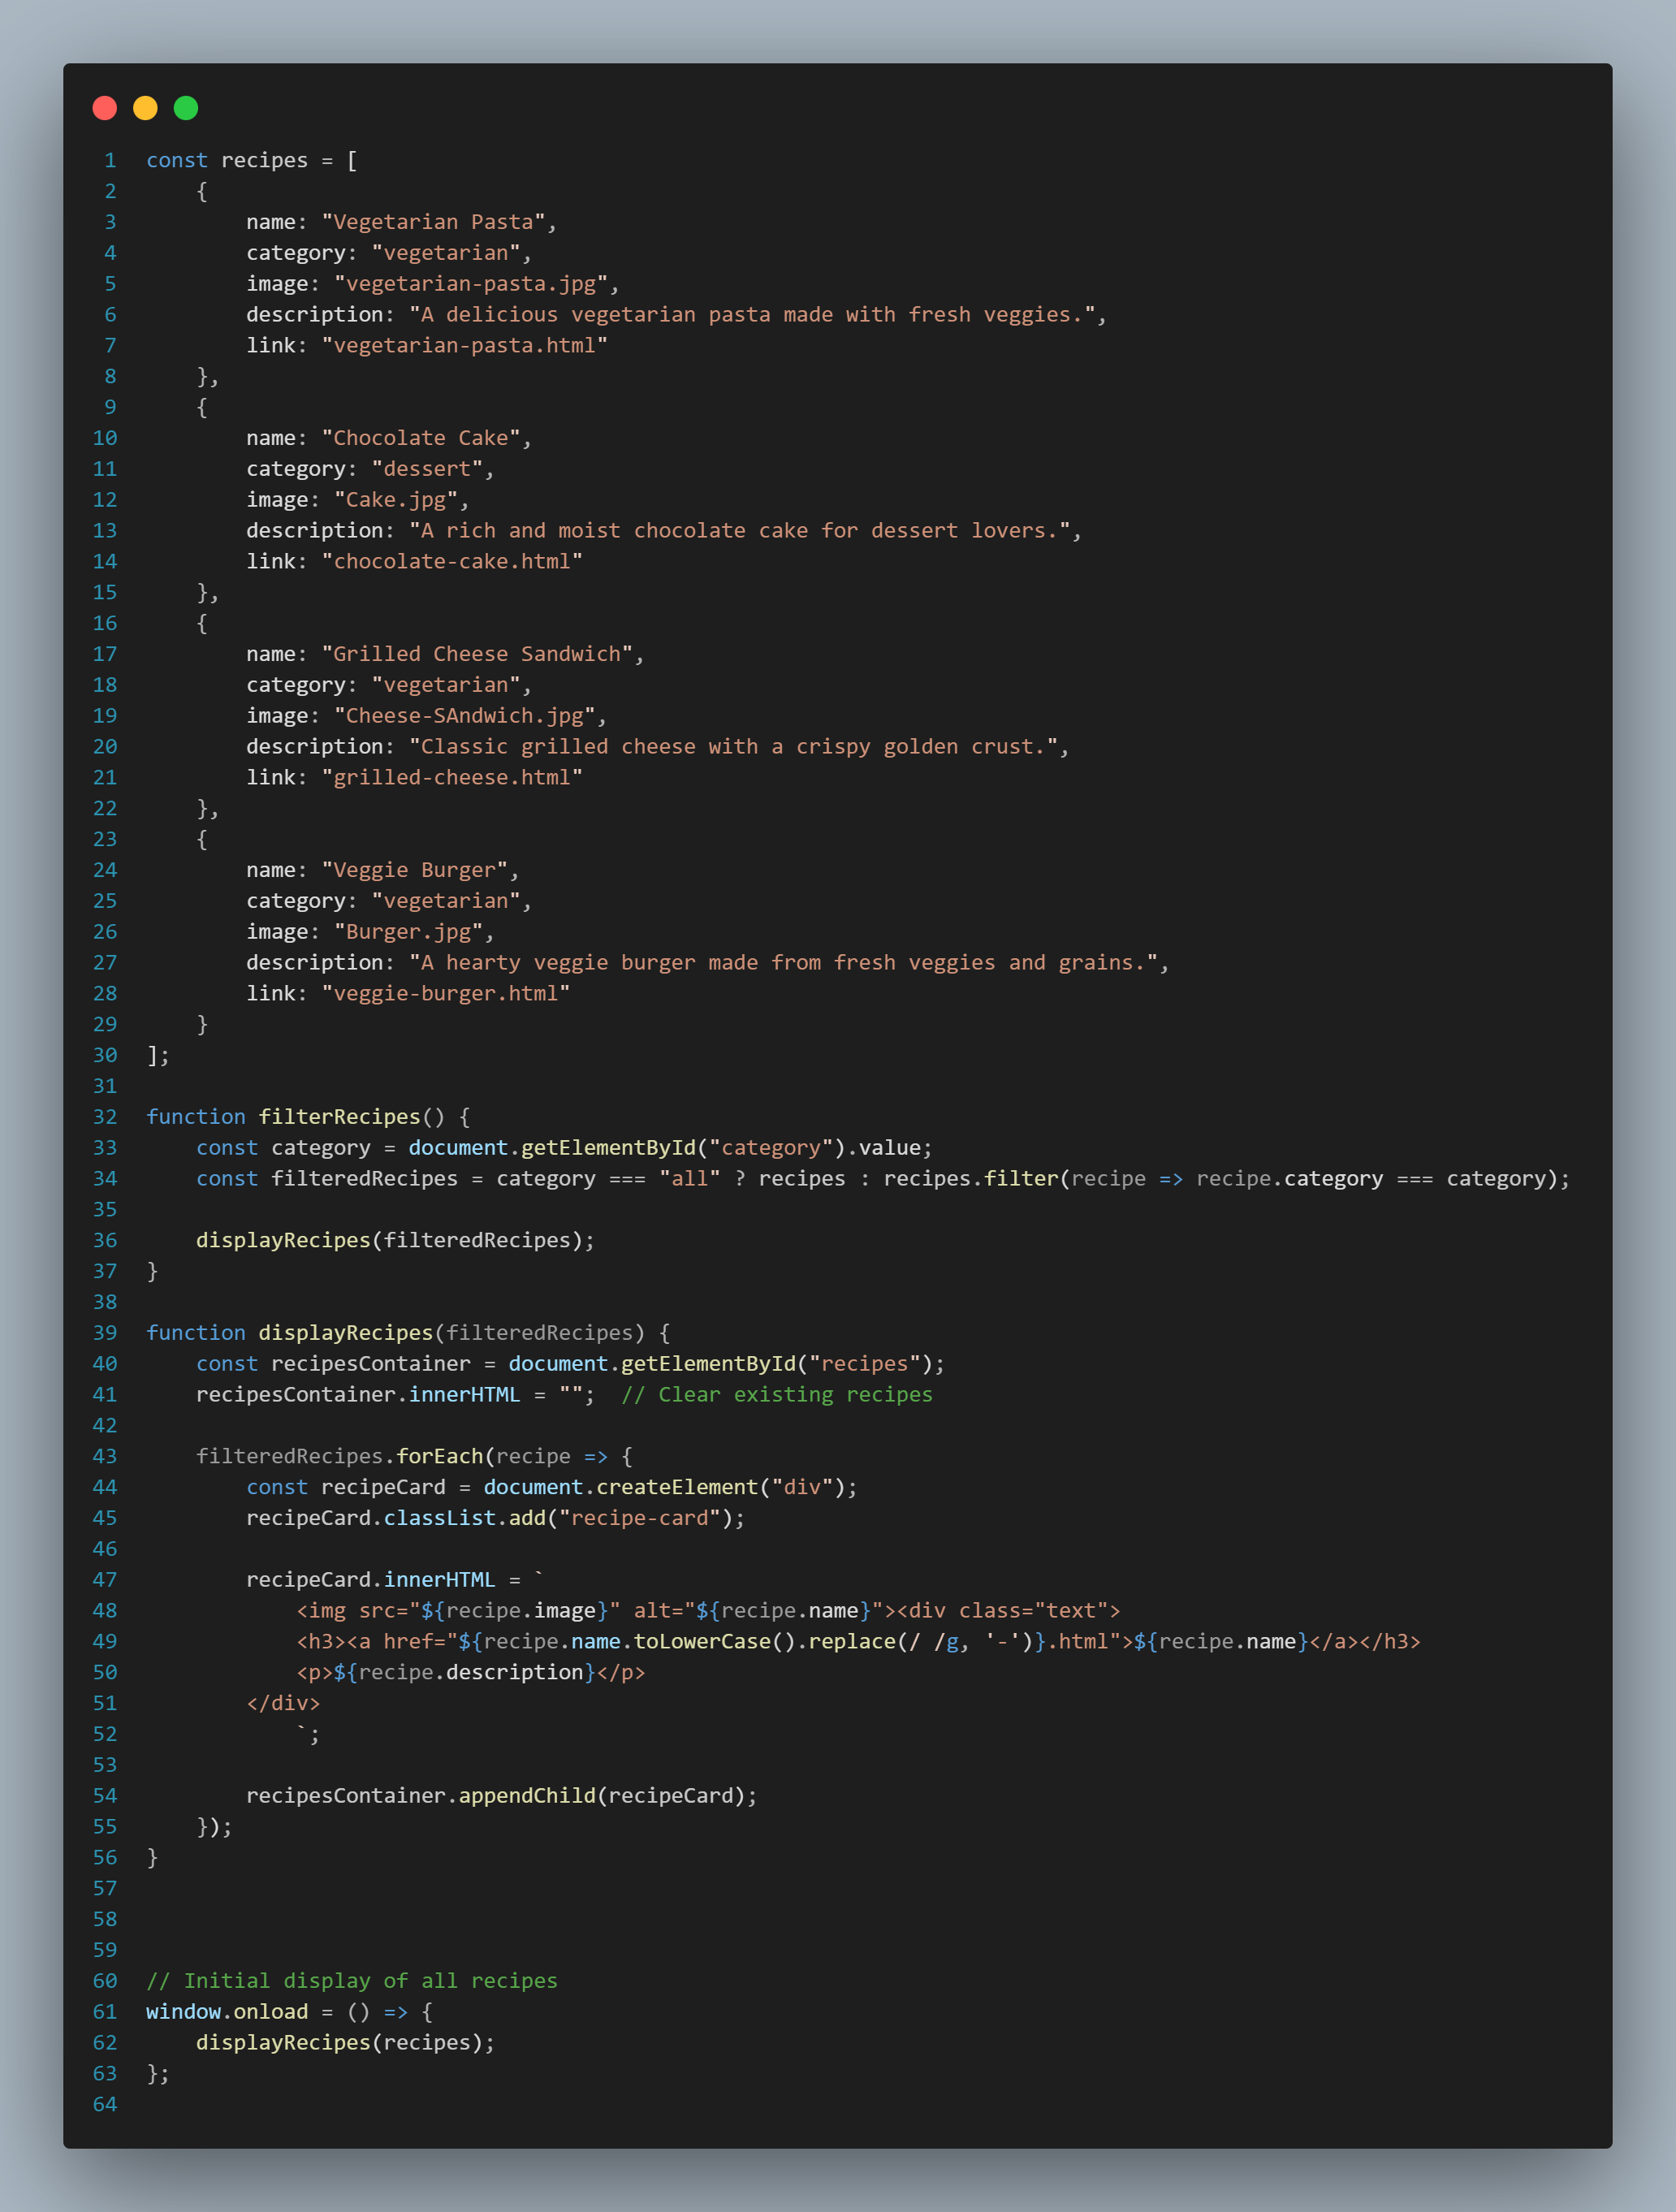 1 const recipes = [
2     {
3         name: "Vegetarian Pasta",
4         category: "vegetarian",
5         image: "vegetarian-pasta.jpg",
6         description: "A delicious vegetarian pasta made with fresh veggies.",
7         link: "vegetarian-pasta.html"
8     },
9     {
10         name: "Chocolate Cake",
11         category: "dessert",
12         image: "Cake.jpg",
13         description: "A rich and moist chocolate cake for dessert lovers.",
14         link: "chocolate-cake.html"
15     },
16     {
17         name: "Grilled Cheese Sandwich",
18         category: "vegetarian",
19         image: "Cheese-SAndwich.jpg",
20         description: "Classic grilled cheese with a crispy golden crust.",
21         link: "grilled-cheese.html"
22     },
23     {
24         name: "Veggie Burger",
25         category: "vegetarian",
26         image: "Burger.jpg",
27         description: "A hearty veggie burger made from fresh veggies and grains.",
28         link: "veggie-burger.html"
29     }
30 ];
31
32 function filterRecipes() {
33     const category = document.getElementById("category").value;
34     const filteredRecipes = category === "all" ? recipes : recipes.filter(recipe => recipe.category === category);
35
36     displayRecipes(filteredRecipes);
37 }
38
39 function displayRecipes(filteredRecipes) {
40     const recipesContainer = document.getElementById("recipes");
41     recipesContainer.innerHTML = "";  // Clear existing recipes
42
43     filteredRecipes.forEach(recipe => {
44         const recipeCard = document.createElement("div");
45         recipeCard.classList.add("recipe-card");
46
47         recipeCard.innerHTML = `
48             <img src="${recipe.image}" alt="${recipe.name}"><div class="text">
49             <h3><a href="${recipe.name.toLowerCase().replace(/ /g, '-')}.html">${recipe.name}</a></h3>
50             <p>${recipe.description}</p>
51         </div>
52             `;
53
54         recipesContainer.appendChild(recipeCard);
55     });
56 }
57
58
59
60 // Initial display of all recipes
61 window.onload = () => {
62     displayRecipes(recipes);
63 };
64